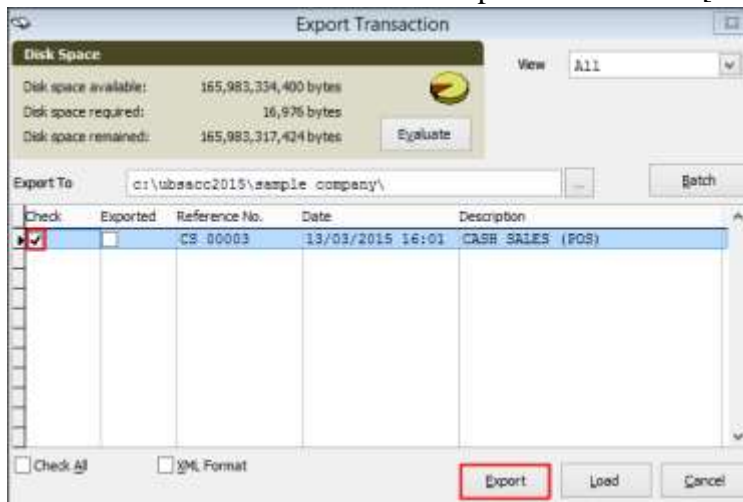 Export Transaction
Disk Space
View All
Disk space available: 165,983,334,400 bytes
Disk space required: 16,976 bytes
Disk space remained: 165,983,317,424 bytes
Evaluate
Export To c:\ubsacc2015\sample company\ ... Batch
Check Exported Reference No. Date Description
CS 00003 13/03/2015 16:01 CASH SALES (POS)
Check All XML Format
Export Load Cancel